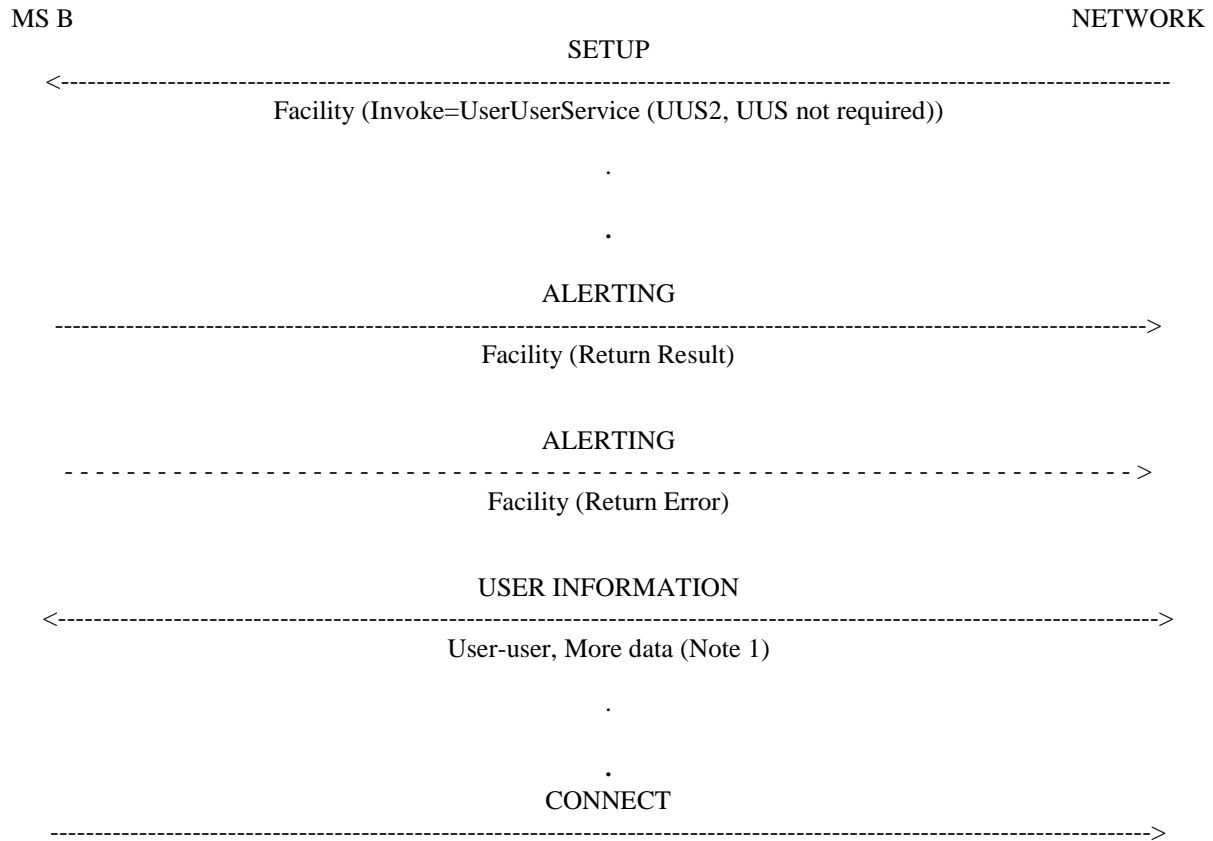 MS B NETWORK
SETUP
<------------------------------------------------------------------------------------------------------------------------
Facility (Invoke=UserUserService (UUS2, UUS not required))
.
.
ALERTING
------------------------------------------------------------------------------------------------------------------------>
Facility (Return Result)
ALERTING
- - - - - - - - - - - - - - - - - - - - - - - - - - - - - - - - - - - - - - - - - - - - - - - - - - - - - - - - - - - - - - - - - - - - - - >
Facility (Return Error)
USER INFORMATION
<------------------------------------------------------------------------------------------------------------------------>
User-user, More data (Note 1)
.
.
CONNECT
------------------------------------------------------------------------------------------------------------------------>